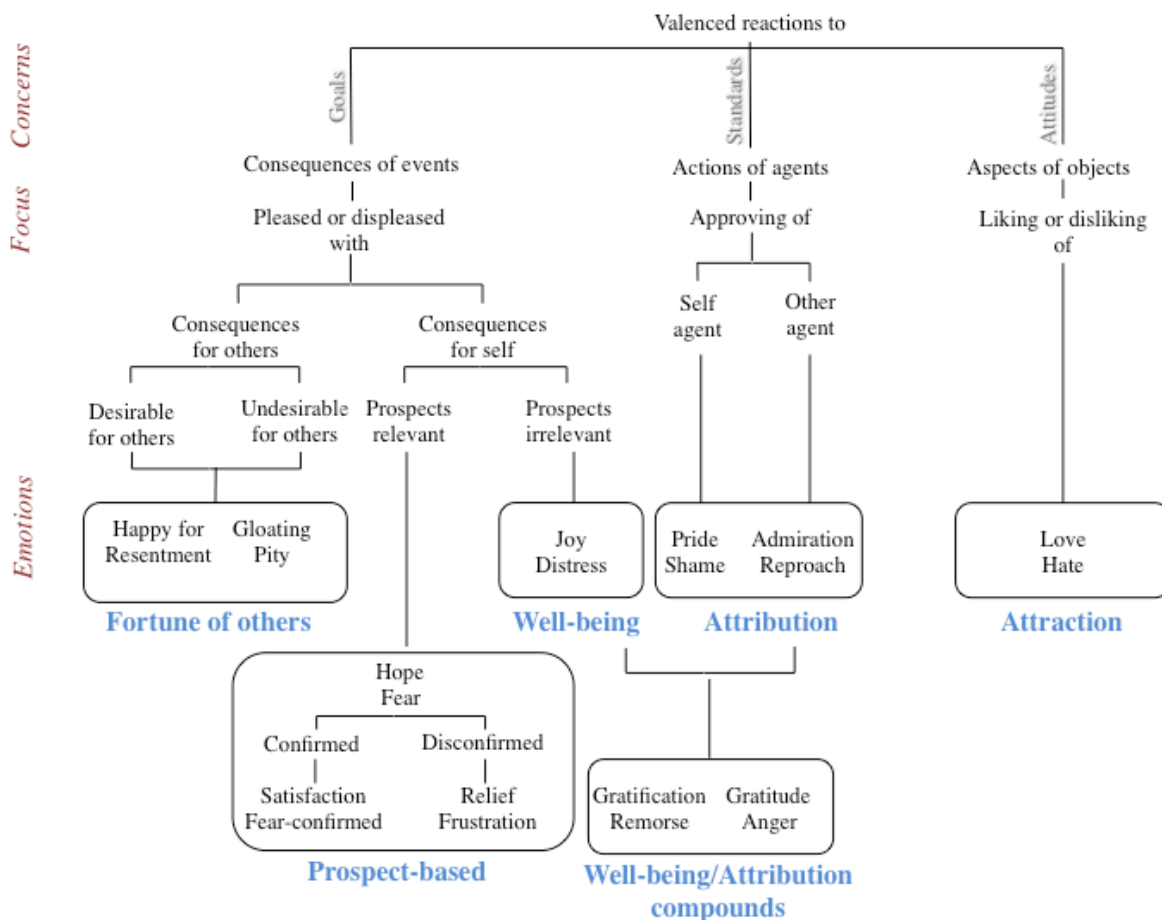 Valenced reactions to
Concerns
Goals
Standards
Attitudes
Consequences of events
Actions of agents
Aspects of objects
Focus
Pleased or displeased
with
Approving of
Liking or disliking
of
Self
agent
Other
agent
Consequences
for others
Consequences
for self
Desirable
for others
Undesirable
for others
Prospects
relevant
Prospects
irrelevant
Emotions
Happy for
Resentment
Gloating
Pity
Joy
Distress
Pride
Shame
Admiration
Reproach
Love
Hate
Fortune of others
Well-being
Attribution
Attraction
Hope
Fear
Confirmed
Disconfirmed
Satisfaction
Fear-confirmed
Relief
Frustration
Gratification
Remorse
Gratitude
Anger
Prospect-based
Well-being/Attribution
compounds